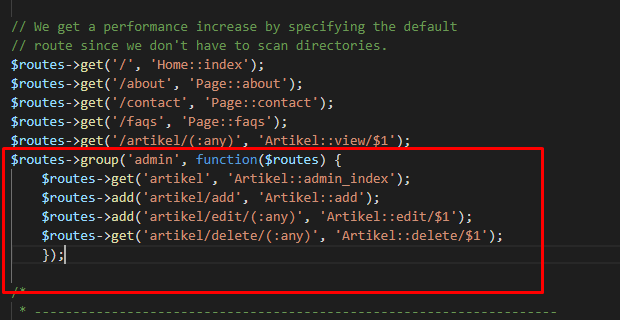 // We get a performance increase by specifying the default
// route since we don't have to scan directories.
$routes->get('/', 'Home::index');
$routes->get('/about', 'Page::about');
$routes->get('/contact', 'Page::contact');
$routes->get('/faqs', 'Page::faqs');
$routes->get('/artikel/(:any)', 'Artikel::view/$1');
$routes->group('admin', function($routes) {
$routes->get('artikel', 'Artikel::admin_index');
$routes->add('artikel/add', 'Artikel::add');
$routes->add('artikel/edit/(:any)', 'Artikel::edit/$1');
$routes->get('artikel/delete/(:any)', 'Artikel::delete/$1');
});
/*
* --------------------------------------------------------------------